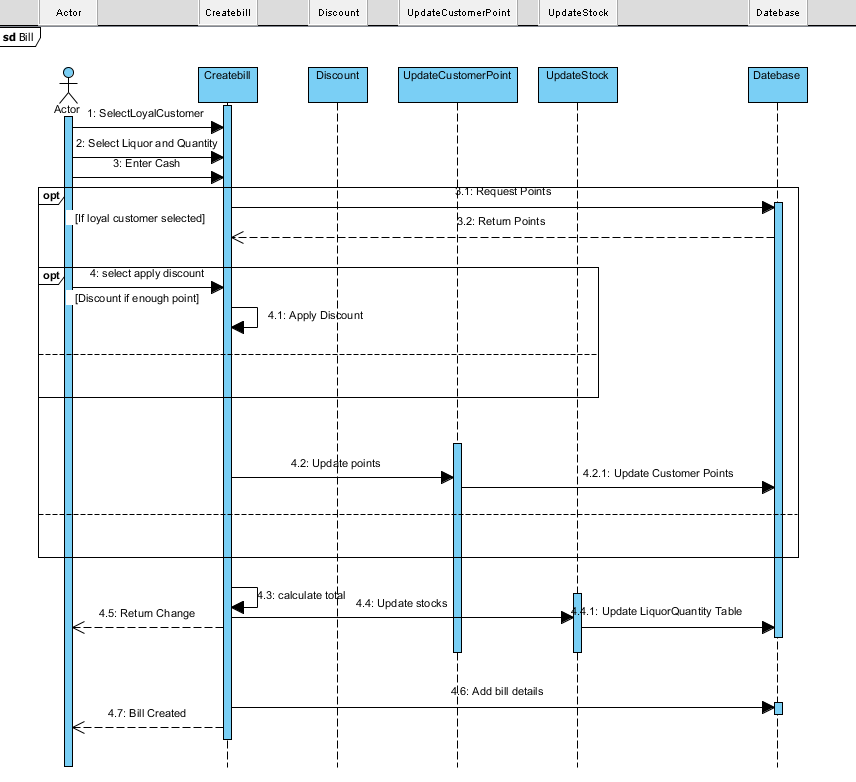 Actor Createbill Discount UpdateCustomerPoint UpdateStock Datebase
sd Bill
Createbill Discount UpdateCustomerPoint UpdateStock Datebase
Actor
1: SelectLoyalCustomer
2: Select Liquor and Quantity
3: Enter Cash
opt
3.1: Request Points
[If loyal customer selected]
3.2: Return Points
opt
4: select apply discount
[Discount if enough point]
4.1: Apply Discount
4.2: Update points
4.2.1: Update Customer Points
4.3: calculate total
4.4: Update stocks
4.4.1: Update LiquorQuantity Table
4.5: Return Change
4.6: Add bill details
4.7: Bill Created